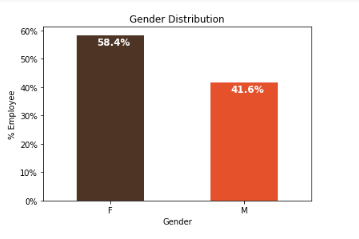 Gender Distribution
60%
50%
40%
30%
20%
10%
0%
% Employee
58.4%
41.6%
F
M
Gender